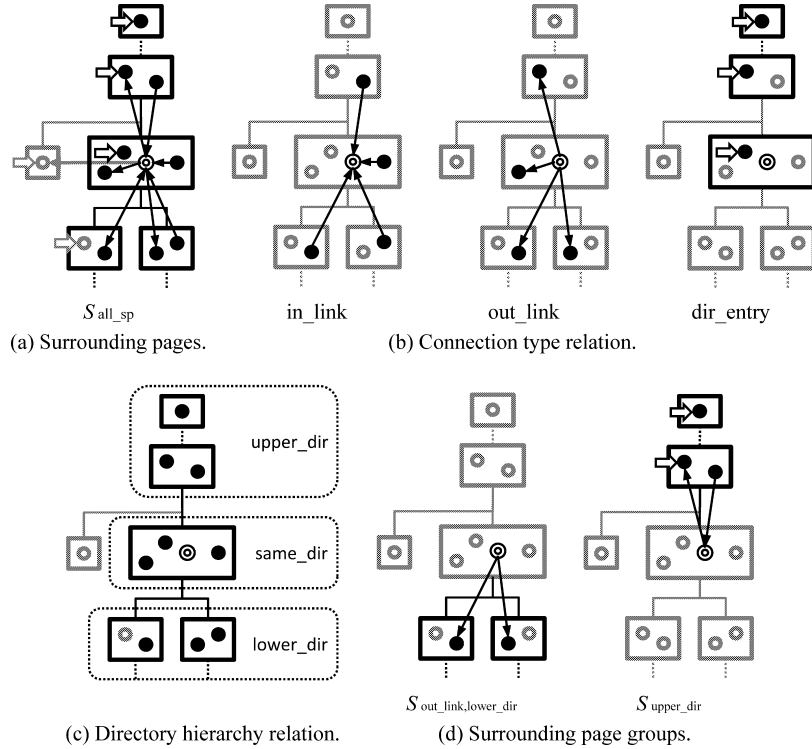 S all_sp in_link out_link dir_entry
(a) Surrounding pages. (b) Connection type relation.
upper_dir
same_dir
lower_dir
S out_link,lower_dir S upper_dir
(c) Directory hierarchy relation. (d) Surrounding page groups.